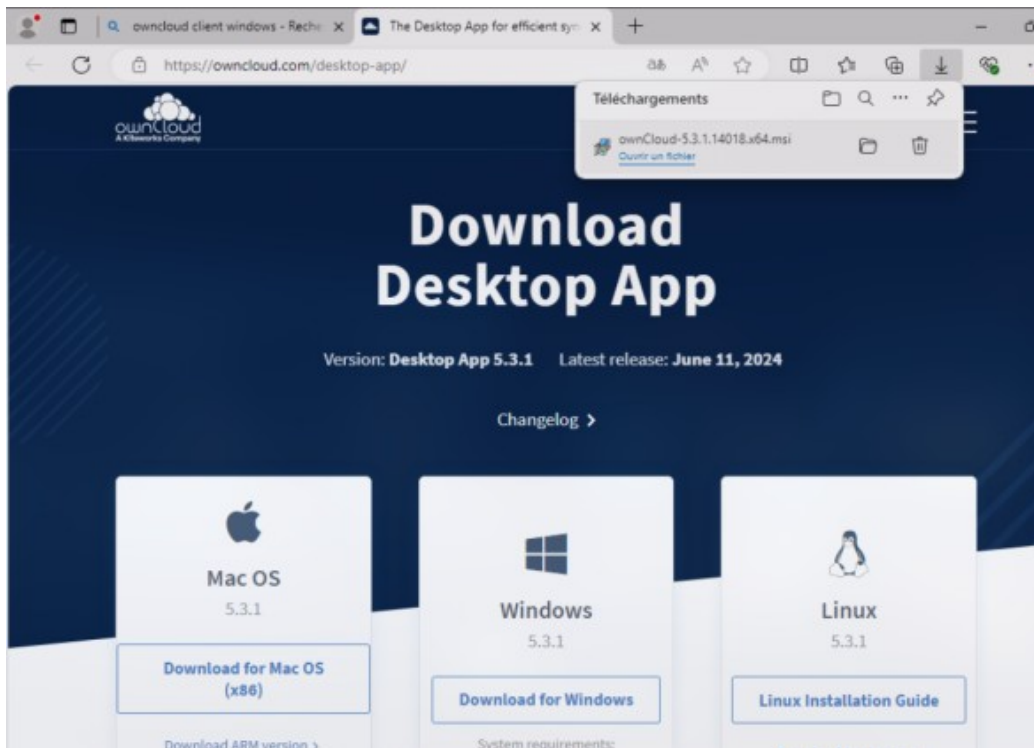 owncloud client windows - Reche
The Desktop App for efficient syn
https://owncloud.com/desktop-app/
Téléchargements
ownCloud-5.3.1.14018.x64.msi
Ouvrir un fichier
ownCloud
A Kiteworks Company
Download
Desktop App
Version: Desktop App 5.3.1 Latest release: June 11, 2024
Changelog >
Mac OS
5.3.1
Download for Mac OS
(x86)
Download ARM version >
Windows
5.3.1
Download for Windows
System requirements:
Linux
5.3.1
Linux Installation Guide